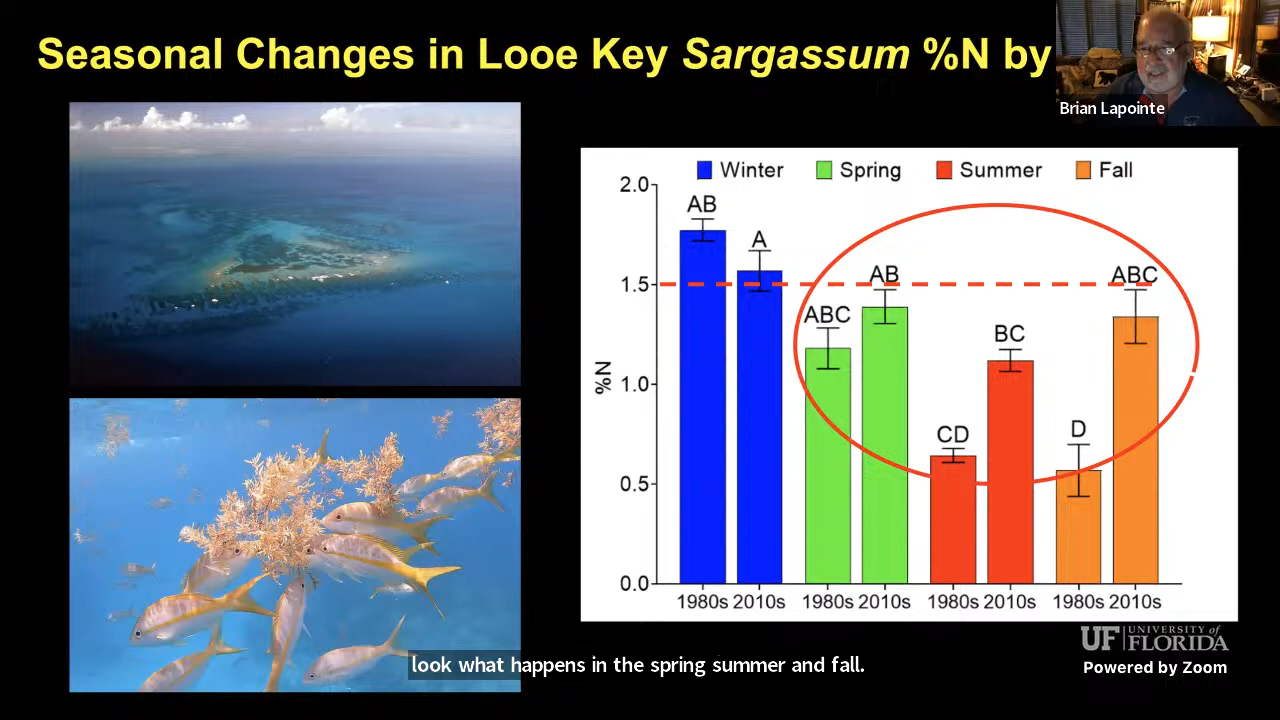 Seasonal Changes in Looe Key Sargassum %N by
Brian Lapointe
Winter Spring Summer Fall
2.0
1.5
1.0
0.5
0.0
%N
AB
A
ABC
AB
CD
BC
D
ABC
1980s 2010s 1980s 2010s 1980s 2010s 1980s 2010s
UF UNIVERSITY of
FLORIDA
Powered by Zoom
look what happens in the spring summer and fall.